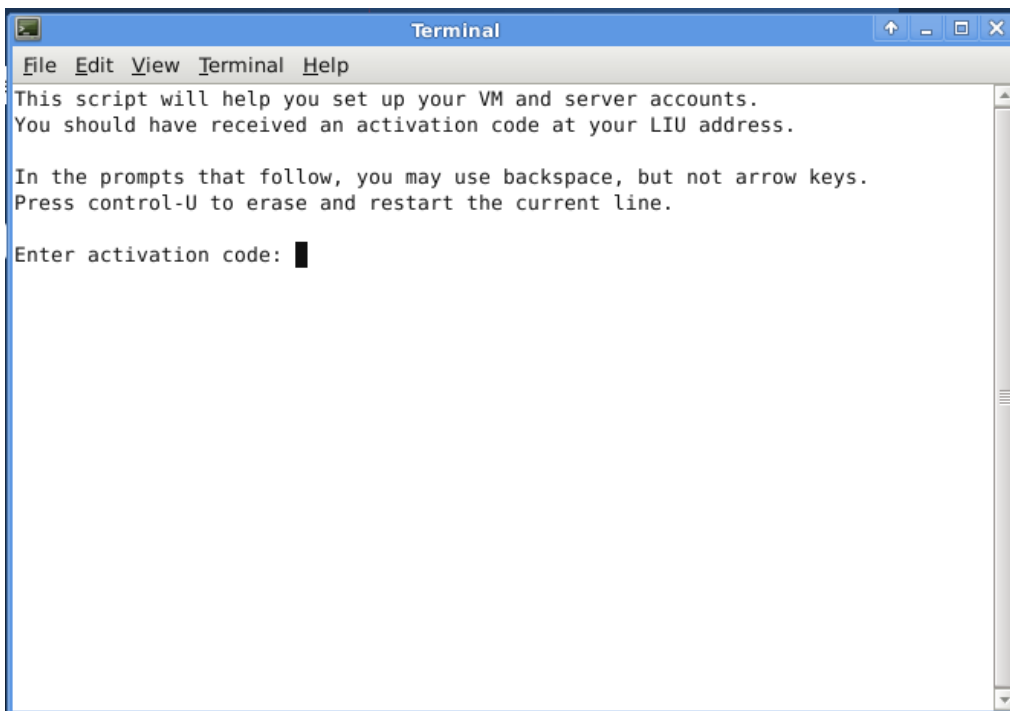 Terminal
File Edit View Terminal Help
This script will help you set up your VM and server accounts.
You should have received an activation code at your LIU address.
In the prompts that follow, you may use backspace, but not arrow keys.
Press control-U to erase and restart the current line.
Enter activation code: